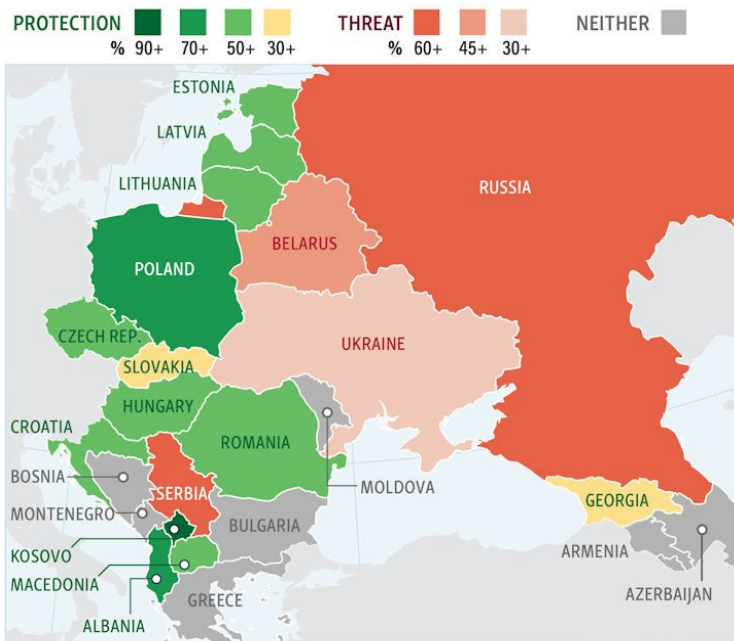 PROTECTION THREAT NEITHER
% 90+ 70+ 50+ 30+ % 60+ 45+ 30+
ESTONIA
LATVIA
LITHUANIA
RUSSIA
BELARUS
POLAND
CZECH REP.
UKRAINE
SLOVAKIA
HUNGARY
CROATIA
ROMANIA
BOSNIA
MOLDOVA
SERBIA
GEORGIA
MONTENEGRO
BULGARIA
KOSOVO
ARMENIA
MACEDONIA
AZERBAIJAN
GREECE
ALBANIA